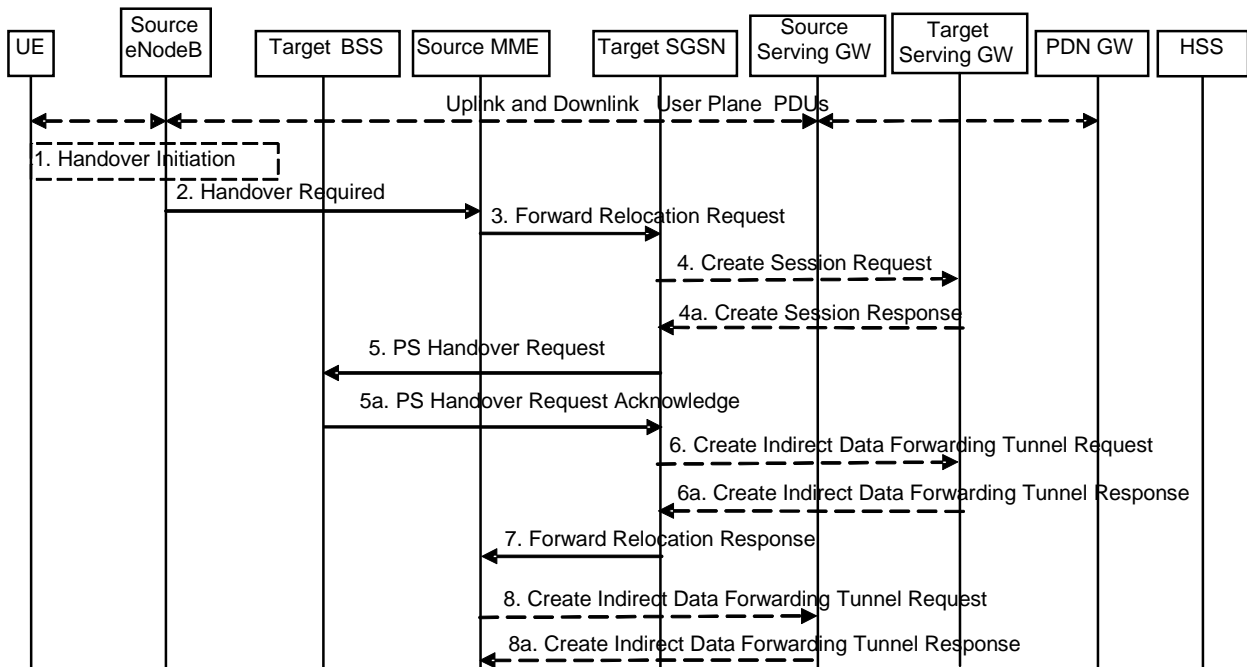 UE
Source
eNodeB
Target BSS
Source MME
Target SGSN
Source
Serving GW
Target
Serving GW
PDN GW
HSS
Uplink and Downlink User Plane PDUs
1. Handover Initiation
2. Handover Required
3. Forward Relocation Request
4. Create Session Request
4a. Create Session Response
5. PS Handover Request
5a. PS Handover Request Acknowledge
6. Create Indirect Data Forwarding Tunnel Request
6a. Create Indirect Data Forwarding Tunnel Response
7. Forward Relocation Response
8. Create Indirect Data Forwarding Tunnel Request
8a. Create Indirect Data Forwarding Tunnel Response